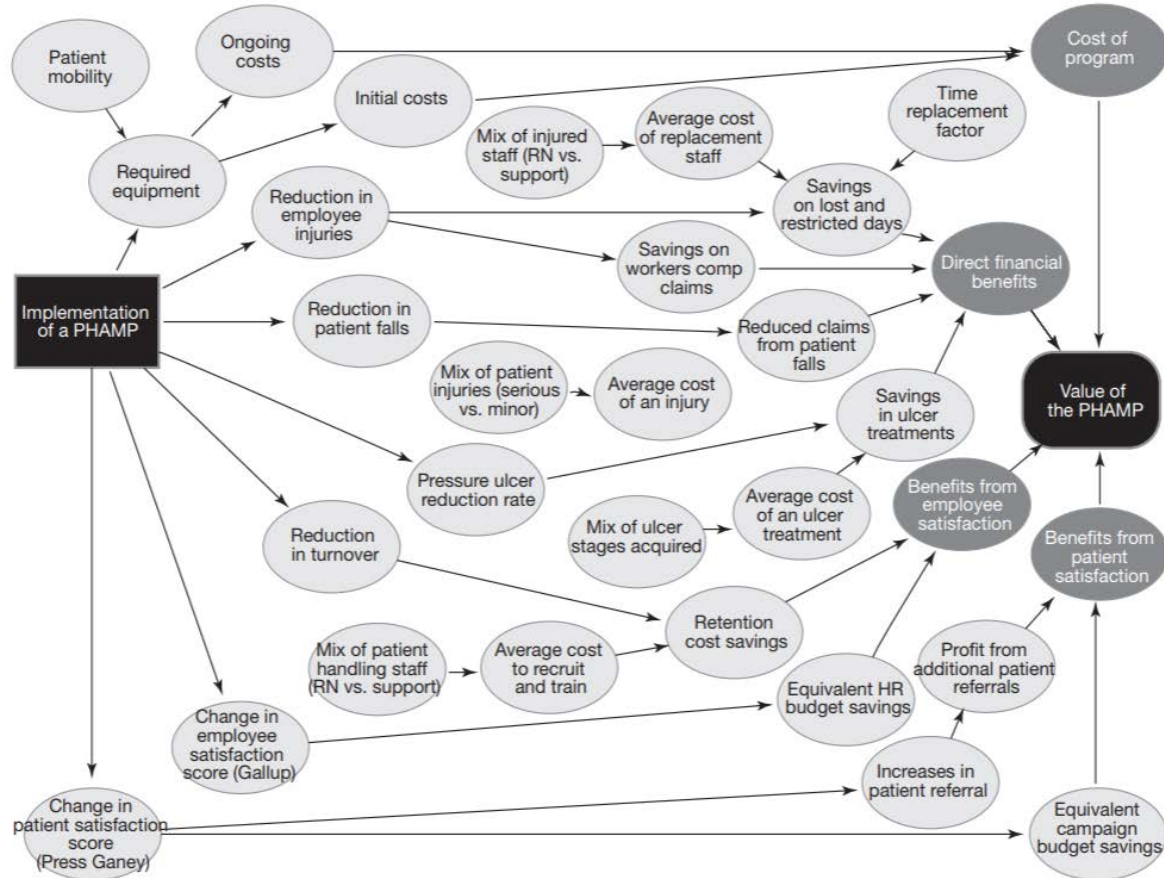 Patient
mobility
Ongoing
costs
Cost of
program
Initial costs
Time
replacement
factor
Mix of injured
staff (RN vs.
support)
Average cost
of replacement
staff
Required
equipment
Reduction in
employee
injuries
Savings
on lost and
restricted days
Savings on
workers comp
claims
Direct financial
benefits
Implementation
of a PHAMP
Reduction in
patient falls
Reduced claims
from patient
falls
Mix of patient
injuries (serious
vs. minor)
Average cost
of an injury
Value of
the PHAMP
Savings
in ulcer
treatments
Pressure ulcer
reduction rate
Benefits from
employee
satisfaction
Average cost
of an ulcer
treatment
Mix of ulcer
stages acquired
Reduction
in turnover
Benefits from
patient
satisfaction
Retention
cost savings
Mix of patient
handling staff
(RN vs. support)
Average cost
to recruit
and train
Profit from
additional patient
referrals
Equivalent HR
budget savings
Change in
employee
satisfaction
score (Gallup)
Increases in
patient referral
Change in
patient satisfaction
score
(Press Ganey)
Equivalent
campaign
budget savings